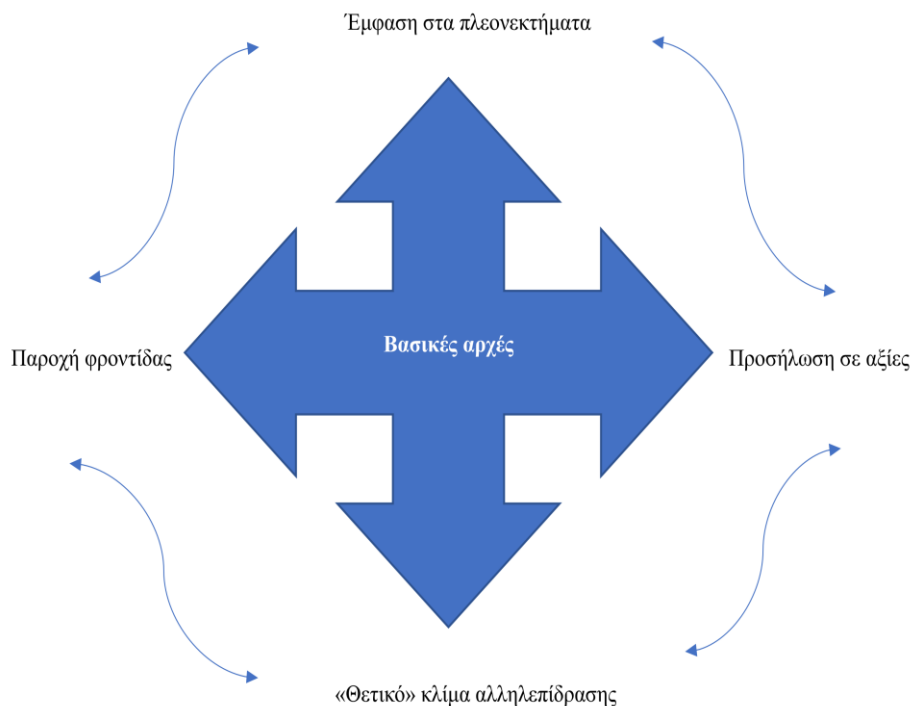 Έμφαση στα πλεονεκτήματα
Βασικές αρχές
Παροχή φροντίδας
Προσήλωση σε αξίες
«Θετικό» κλίμα αλληλεπίδρασης